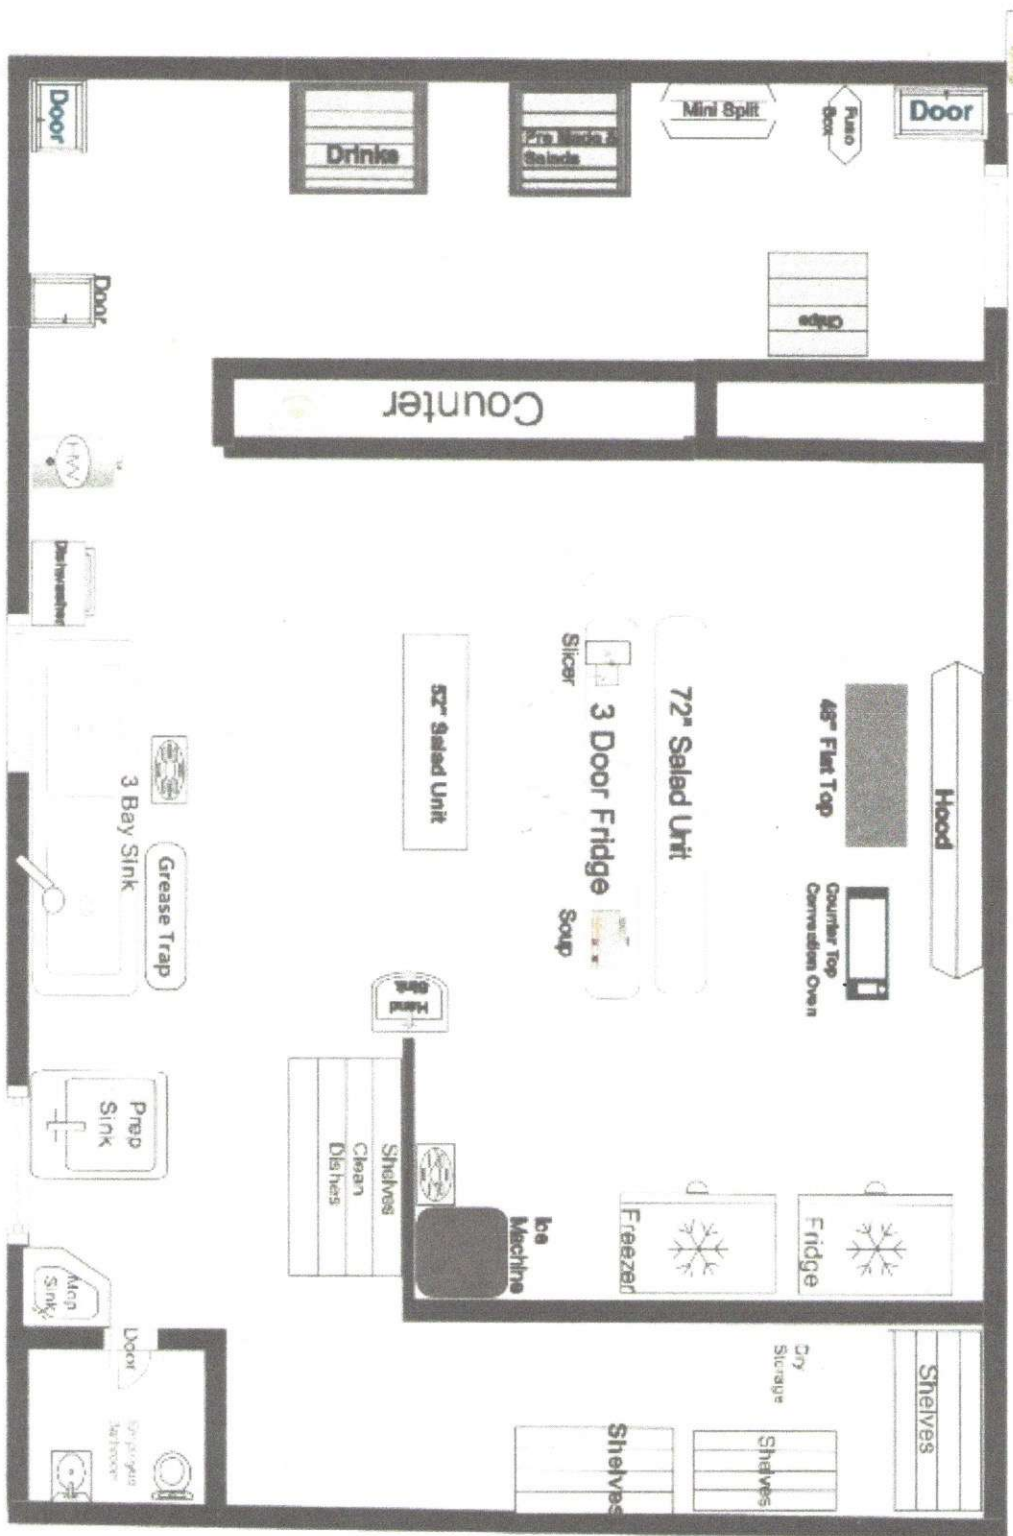 Door
Drinks
Pre Made &
Salads
Mini Split
Fuse
Box
Door
Door
Chips
Counter
HW
Dishwasher
52" Salad Unit
Slicer
3 Door Fridge
72" Salad Unit
48" Flat Top
Hood
3 Bay Sink
Grease Trap
Soup
Counter Top
Convection Oven
Hand
Sink
Prep
Sink
Shelves
Clean
Dishes
Ice
Machine
Freezer
Fridge
Mop
Sink
Door
Dry
Storage
Shelves
Shelves
Shelves
Employee
Bathroom